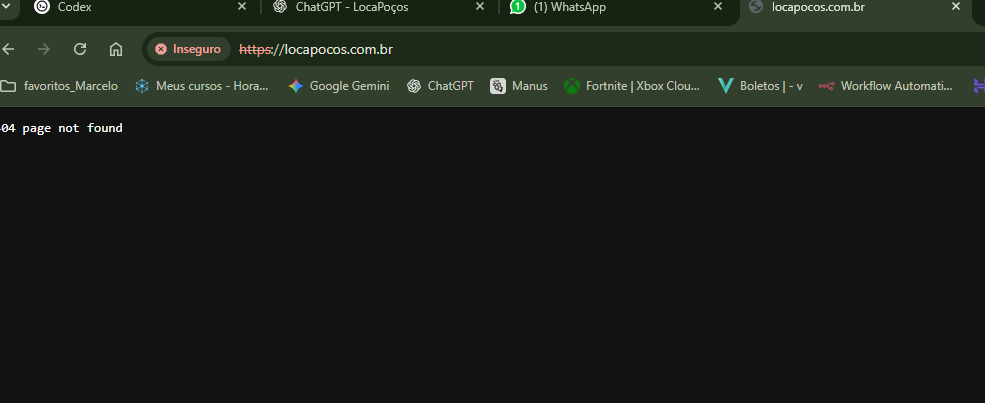 Codex
ChatGPT - LocaPoços
(1) WhatsApp
locapocos.com.br
Inseguro
https://locapocos.com.br
favoritos_Marcelo
Meus cursos - Hora...
Google Gemini
ChatGPT
Manus
Fortnite | Xbox Clou...
Boletos | - v
Workflow Automati...
404 page not found